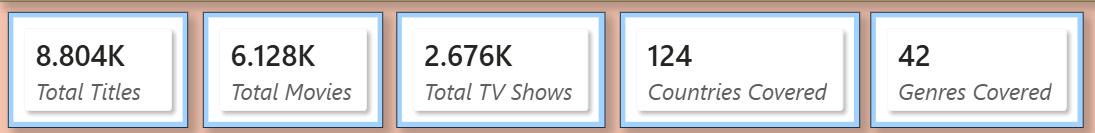 8.804K
Total Titles
6.128K
Total Movies
2.676K
Total TV Shows
124
Countries Covered
42
Genres Covered